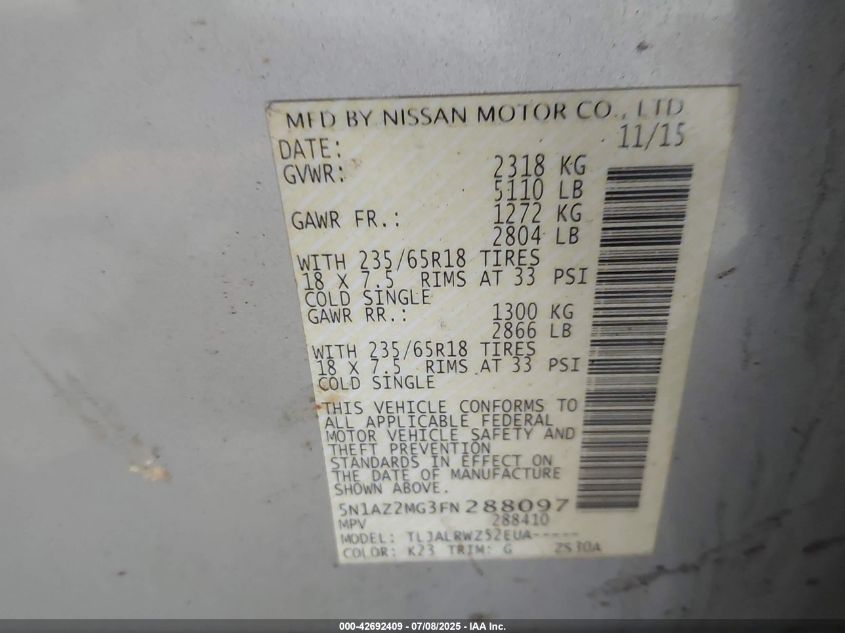 MFD BY NISSAN MOTOR CO., LTD
DATE: 11/15
GVWR: 2318 KG
5110 LB
GAWR FR.: 1272 KG
2804 LB
WITH 235/65R18 TIRES
18 X 7.5 RIMS AT 33 PSI
COLD SINGLE
GAWR RR.: 1300 KG
2866 LB
WITH 235/65R18 TIRES
18 X 7.5 RIMS AT 33 PSI
COLD SINGLE
THIS VEHICLE CONFORMS TO
ALL APPLICABLE FEDERAL
MOTOR VEHICLE SAFETY AND
THEFT PREVENTION
STANDARDS IN EFFECT ON
THE DATE OF MANUFACTURE
SHOWN ABOVE.
5N1AZ2MG3FN288097
MPV 288410
MODEL: TLJALRWZ52EUA-----
COLOR: K23 TRIM: G ZS30A
000-42692409 - 07/08/2025 - IAA Inc.